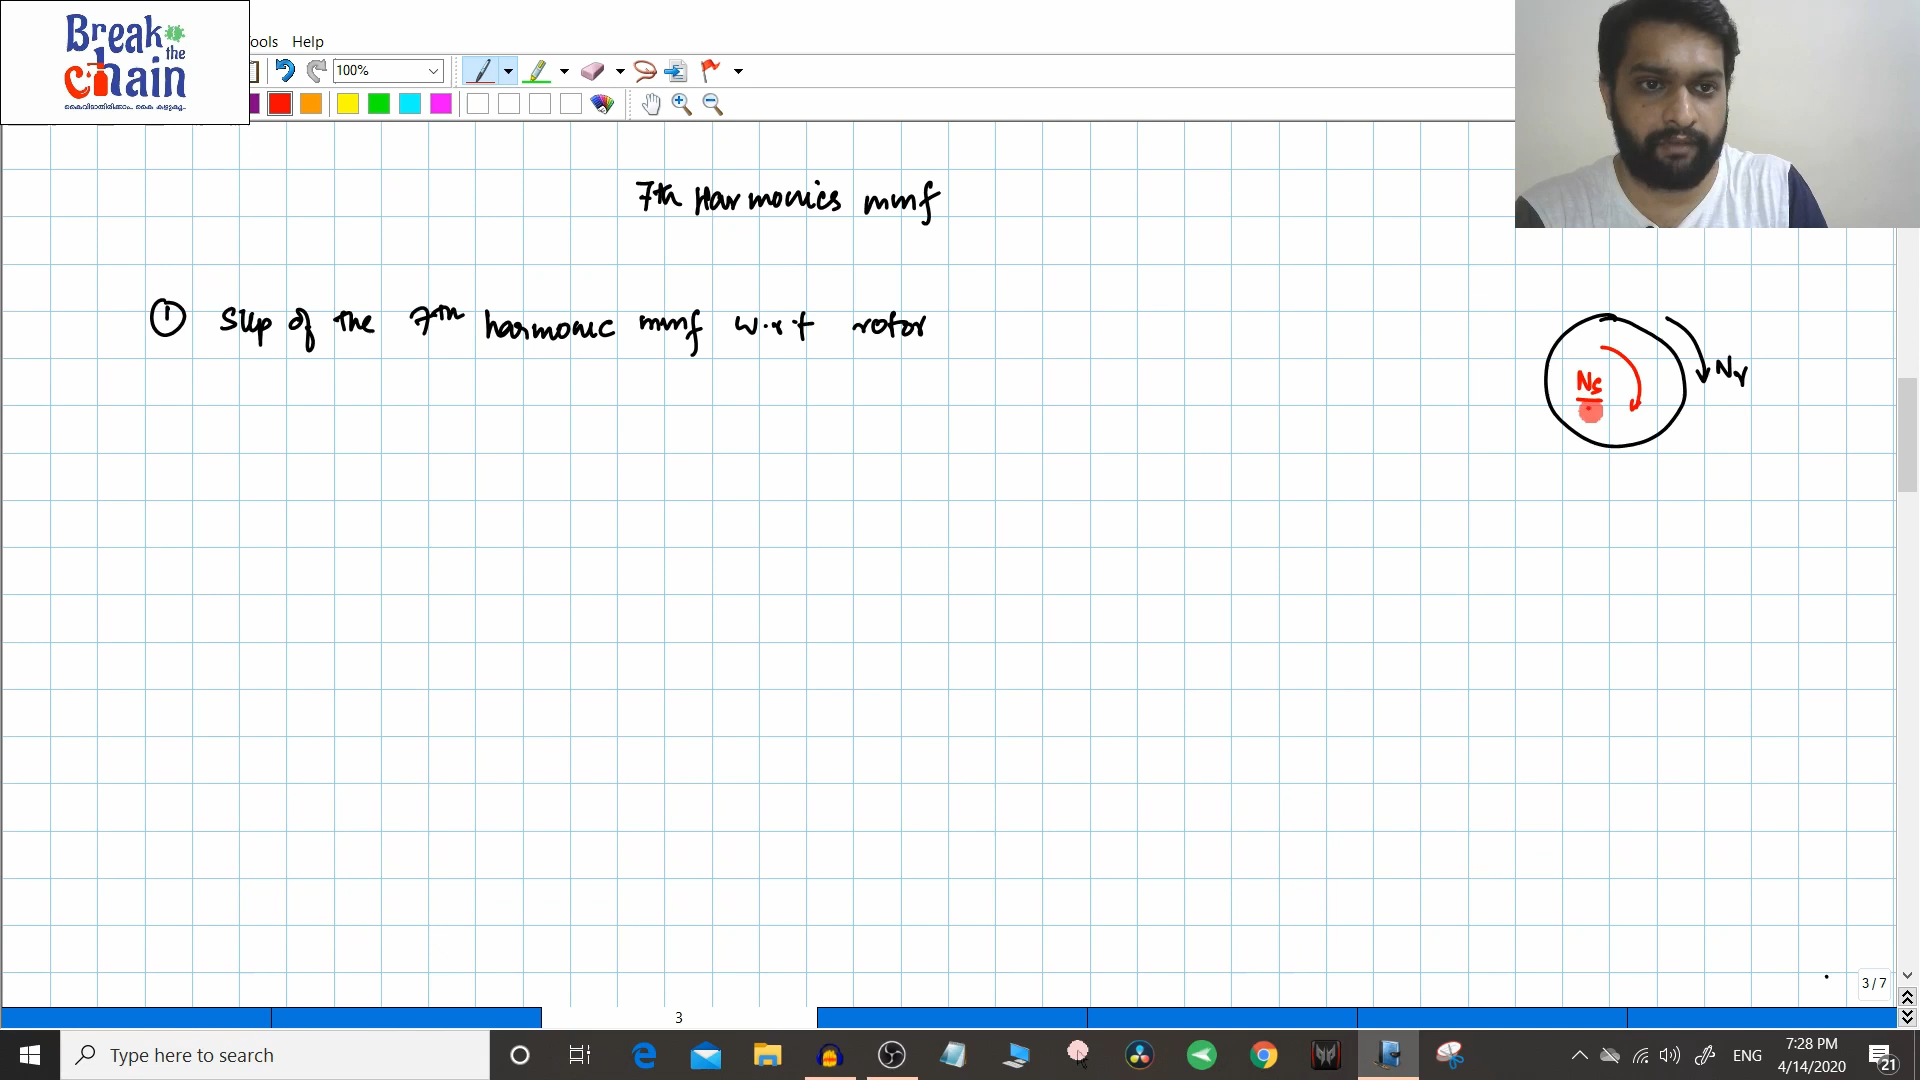 Break
the
chain
കൈവിടാതിരിക്കാം.. കൈ കഴുകൂ..
ools Help
100%
7th Harmonics mmf
① Slip of the 7th harmonic mmf w.r.t rotor
Ns
Nr
3 / 7
3
Type here to search
ENG
7:28 PM
4/14/2020
21